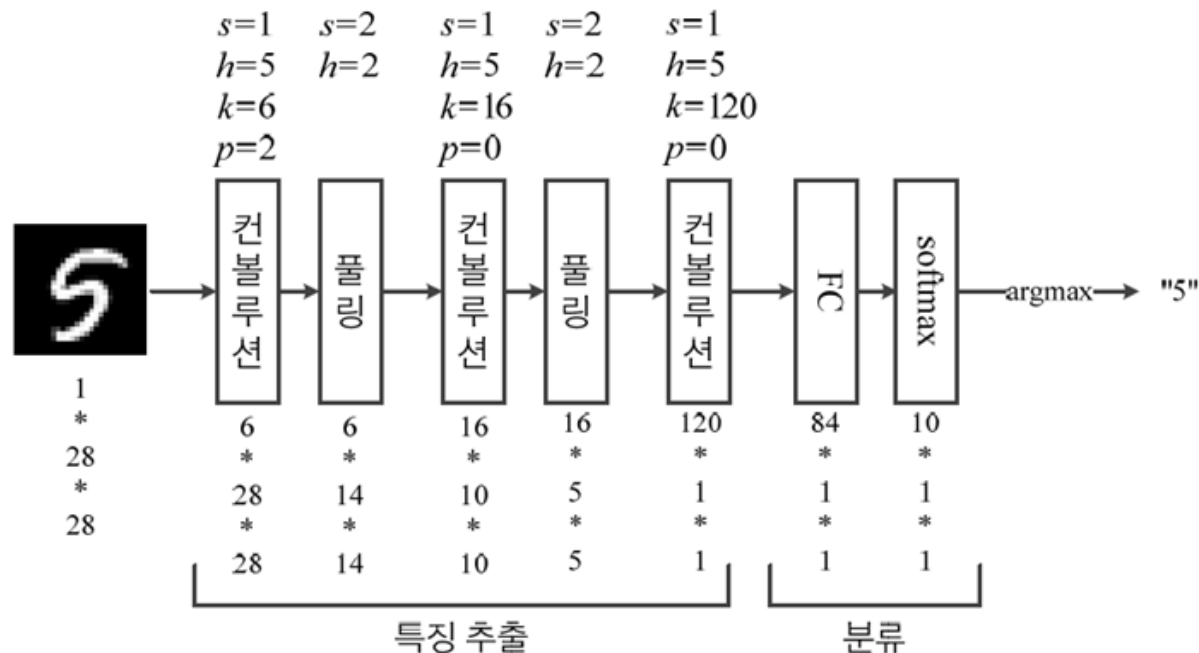 s=1 s=2 s=1 s=2 s=1
h=5 h=2 h=5 h=2 h=5
k=6 k=16 k=120
p=2 p=0 p=0
컨볼루션
풀링
컨볼루션
풀링
컨볼루션
FC
softmax
argmax
"5"
1
*
28
*
28
6 6 16 16 120 84 10
* * * * * * *
28 14 10 5 1 1 1
* * * * * * *
28 14 10 5 1 1 1
특징 추출 분류